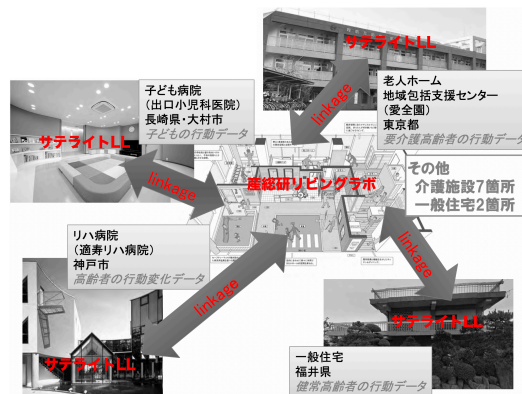 サテライトLL
老人ホーム
地域包括支援センター
(愛全園)
東京都
要介護高齢者の行動データ
linkage
子ども病院
(出口小児科医院)
長崎県・大村市
子どもの行動データ
サテライトLL
linkage
産総研リビングラボ
その他
介護施設7箇所
一般住宅2箇所
リハ病院
(適寿リハ病院)
神戸市
高齢者の行動変化データ
linkage
サテライトLL
linkage
サテライトLL
一般住宅
福井県
健常高齢者の行動データ